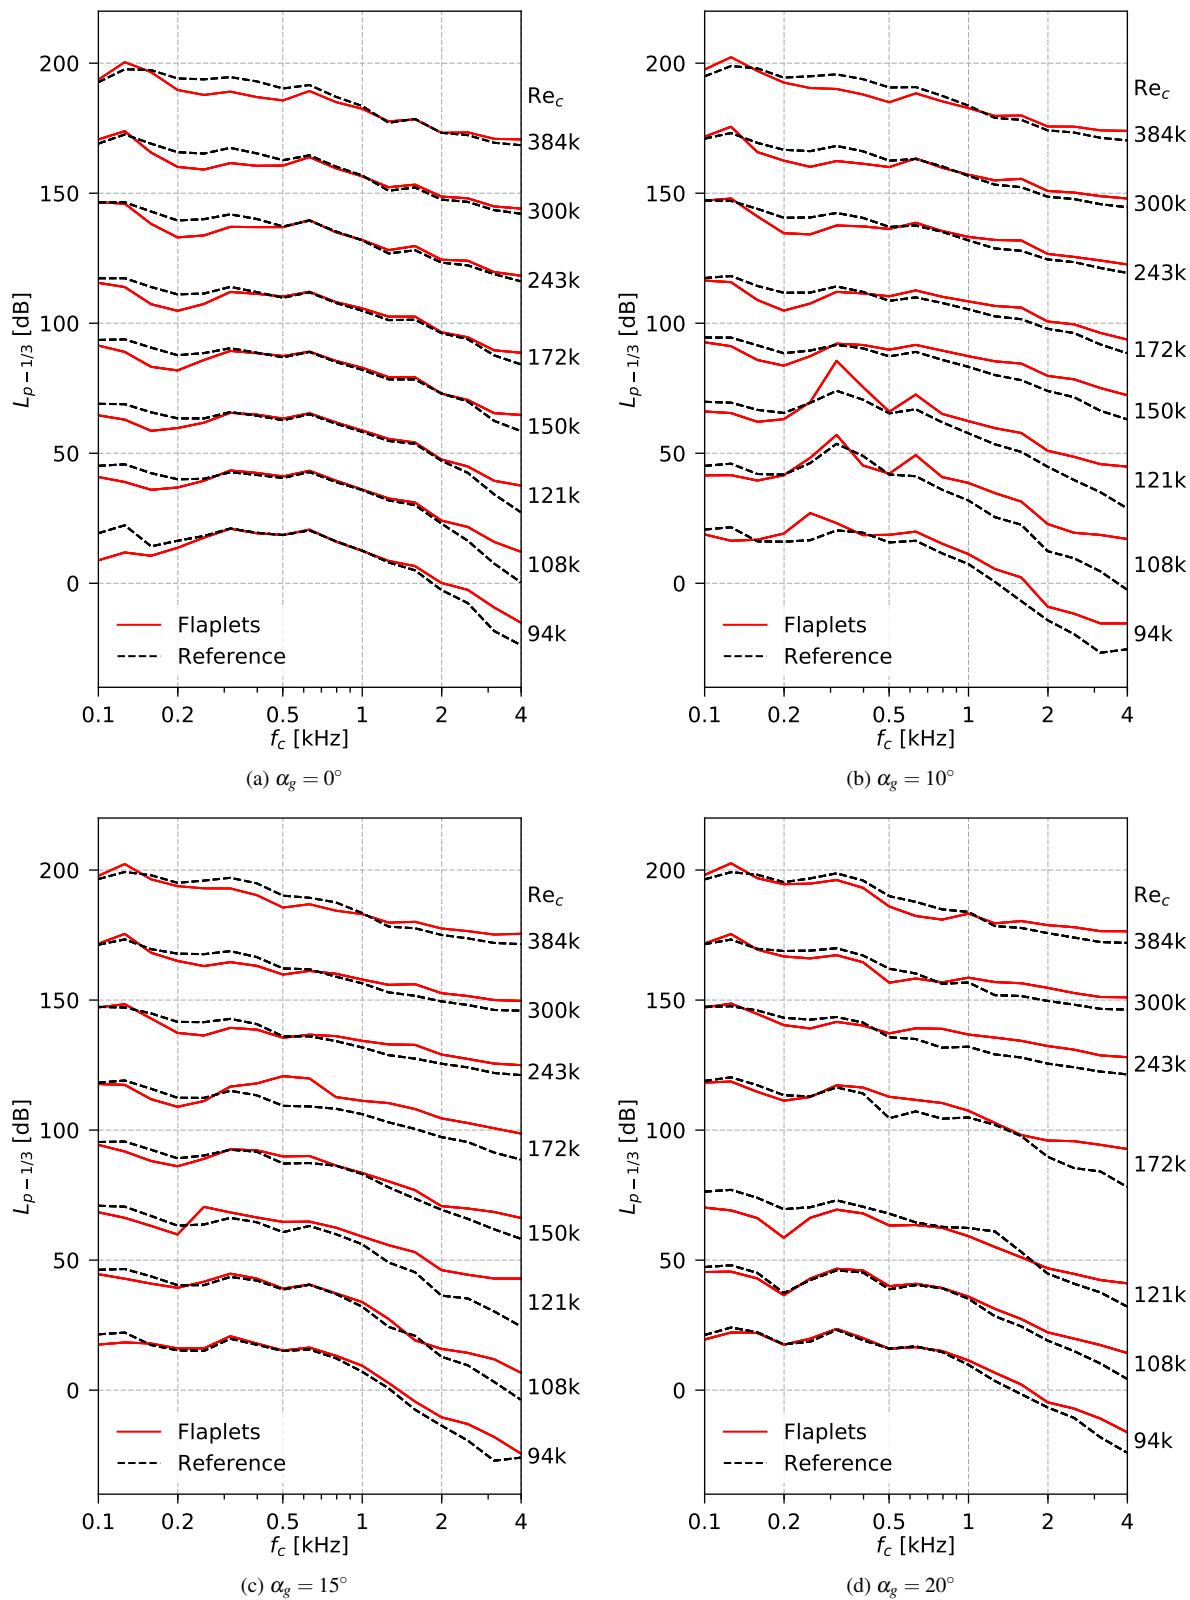 200
150
100
50
0
L_{p−1/3} [dB]
Re_c
384k
300k
243k
172k
150k
121k
108k
94k
Flaplets
Reference
0.1 0.2 0.5 1 2 4
f_c [kHz]
(a) α_g = 0°
200
150
100
50
0
L_{p−1/3} [dB]
Re_c
384k
300k
243k
172k
150k
121k
108k
94k
Flaplets
Reference
0.1 0.2 0.5 1 2 4
f_c [kHz]
(b) α_g = 10°
200
150
100
50
0
L_{p−1/3} [dB]
Re_c
384k
300k
243k
172k
150k
121k
108k
94k
Flaplets
Reference
0.1 0.2 0.5 1 2 4
f_c [kHz]
(c) α_g = 15°
200
150
100
50
0
L_{p−1/3} [dB]
Re_c
384k
300k
243k
172k
121k
108k
94k
Flaplets
Reference
0.1 0.2 0.5 1 2 4
f_c [kHz]
(d) α_g = 20°